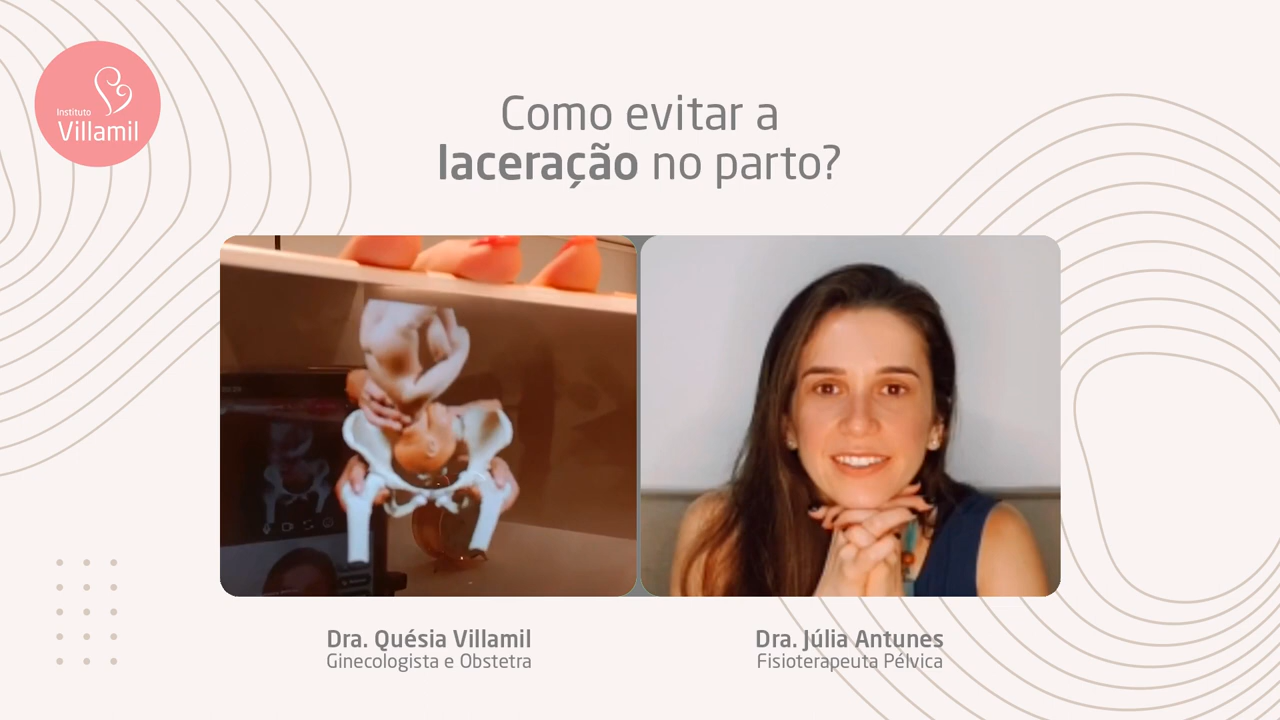 Instituto
Villamil
Como evitar a
laceração no parto?
Dra. Quésia Villamil
Ginecologista e Obstetra
Dra. Júlia Antunes
Fisioterapeuta Pélvica